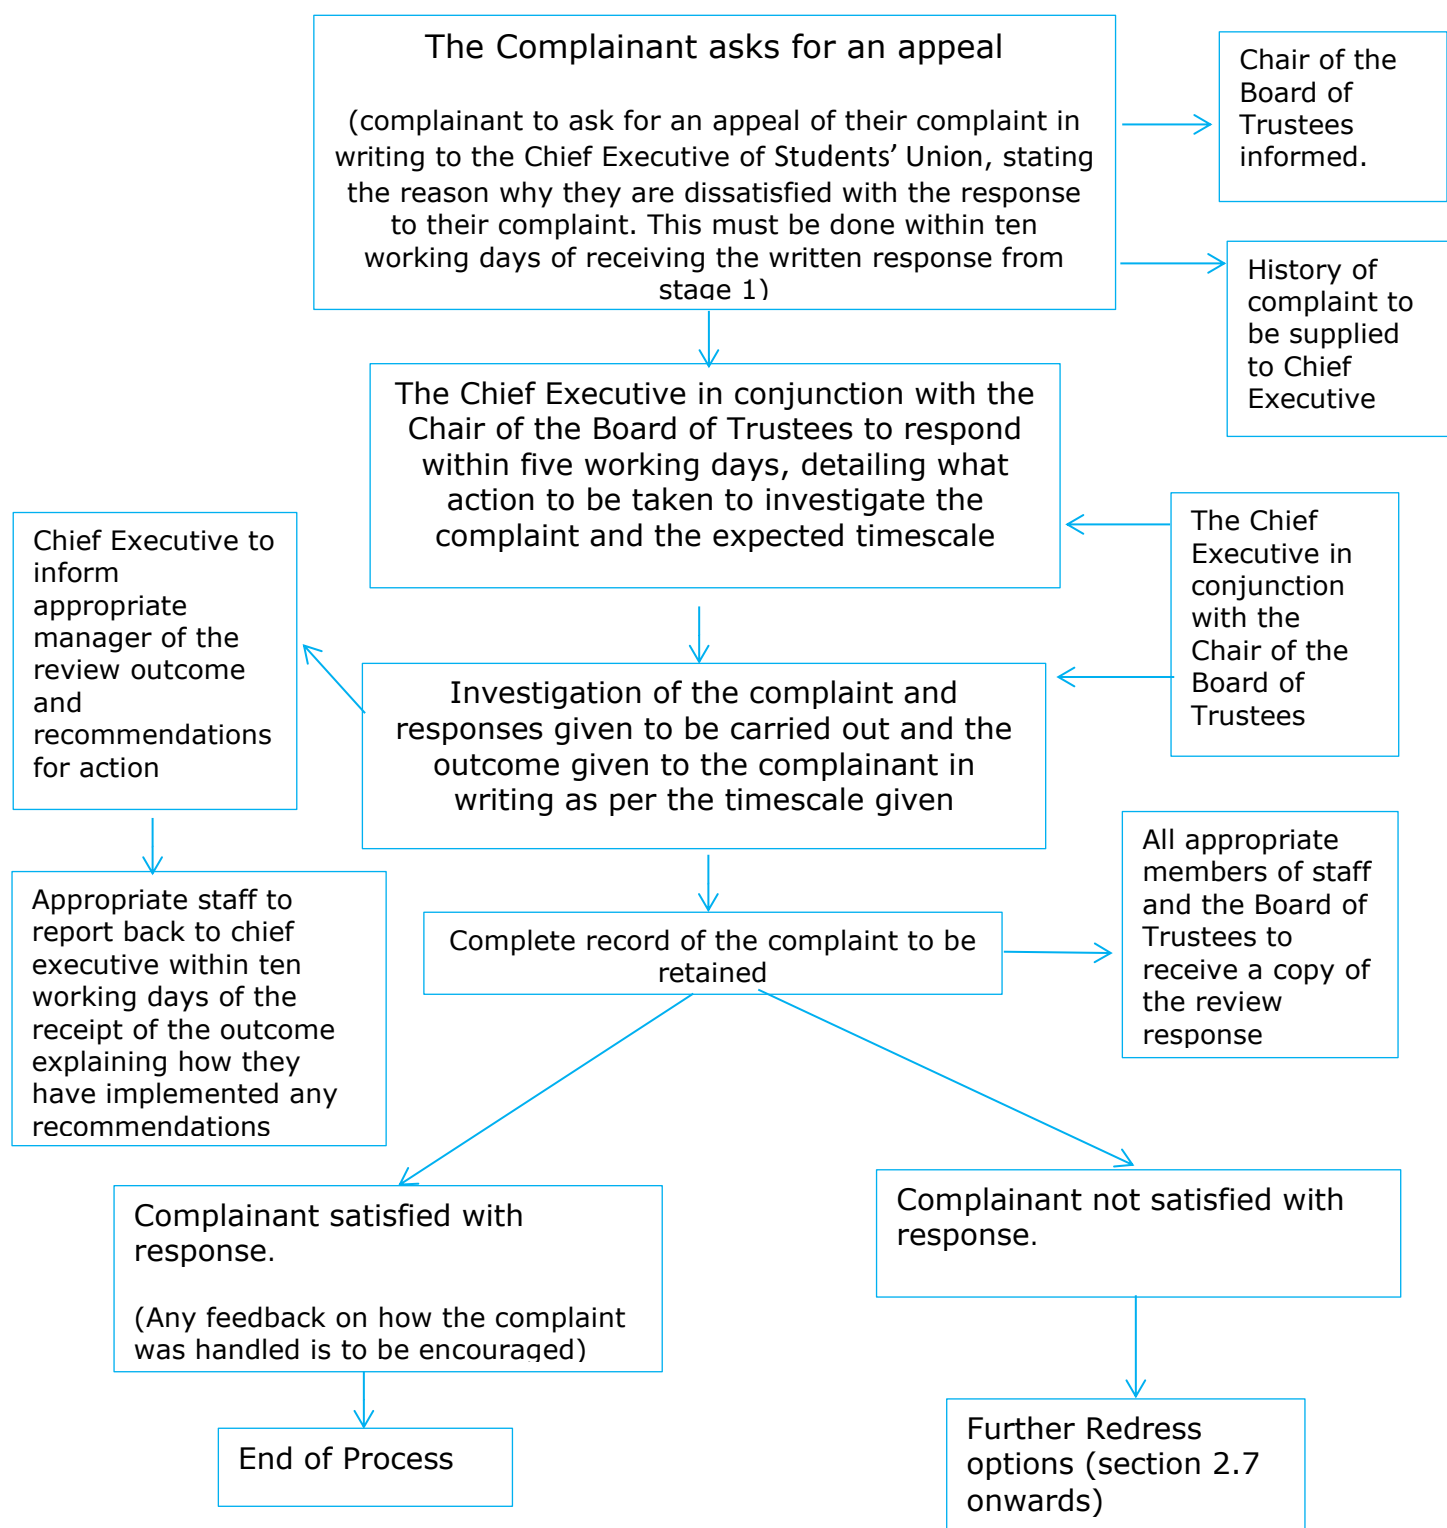 The Complainant asks for an appeal
(complainant to ask for an appeal of their complaint in
writing to the Chief Executive of Students’ Union, stating
the reason why they are dissatisfied with the response
to their complaint. This must be done within ten
working days of receiving the written response from
stage 1)
Chair of the
Board of
Trustees
informed.
History of
complaint to
be supplied
to Chief
Executive
The Chief Executive in conjunction with the
Chair of the Board of Trustees to respond
within five working days, detailing what
action to be taken to investigate the
complaint and the expected timescale
The Chief
Executive in
conjunction
with the
Chair of the
Board of
Trustees
Chief Executive to
inform
appropriate
manager of the
review outcome
and
recommendations
for action
Investigation of the complaint and
responses given to be carried out and the
outcome given to the complainant in
writing as per the timescale given
All appropriate
members of staff
and the Board of
Trustees to
receive a copy of
the review
response
Appropriate staff to
report back to chief
executive within ten
working days of the
receipt of the outcome
explaining how they
have implemented any
recommendations
Complete record of the complaint to be
retained
Complainant satisfied with
response.
(Any feedback on how the complaint
was handled is to be encouraged)
Complainant not satisfied with
response.
End of Process
Further Redress
options (section 2.7
onwards)